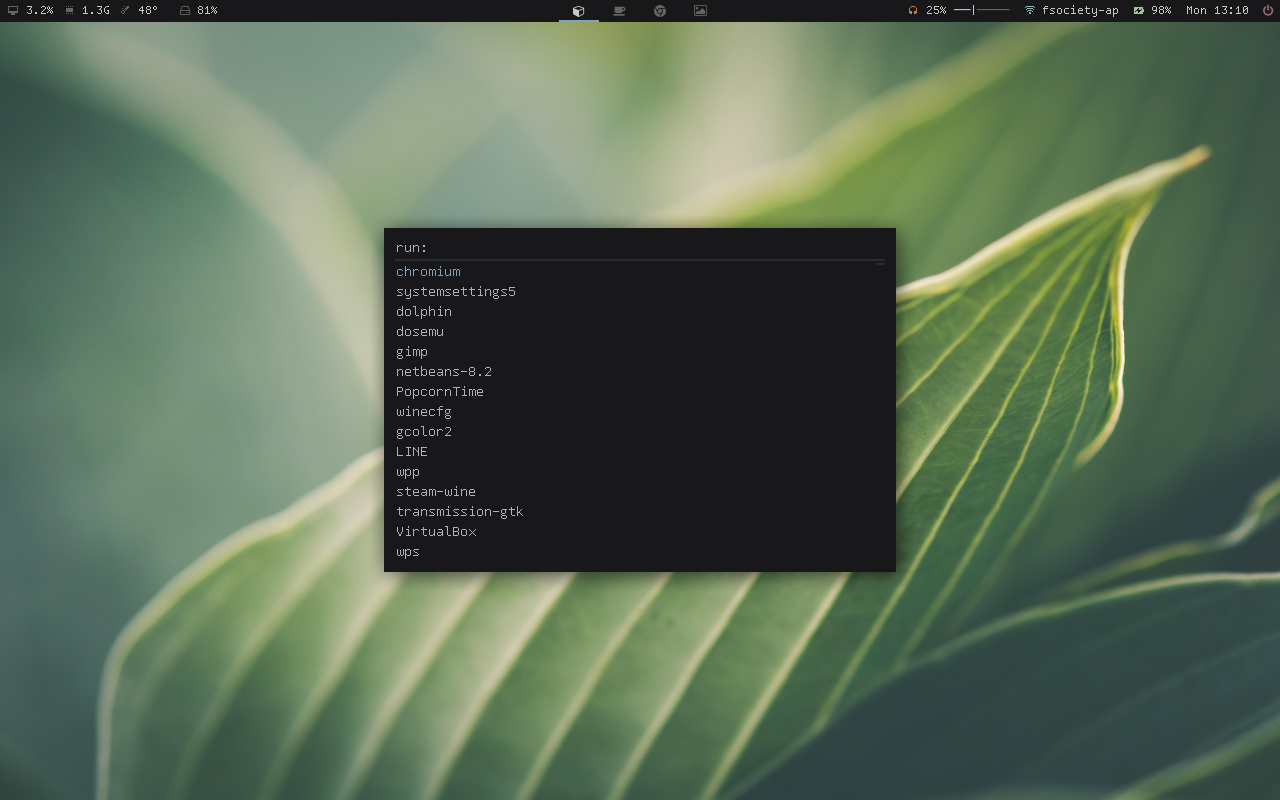 3.2% 1.3G 48° 81% 25% fsociety-ap 98% Mon 13:10
run:
chromium
systemsettings5
dolphin
dosemu
gimp
netbeans-8.2
PopcornTime
winecfg
gcolor2
LINE
wpp
steam-wine
transmission-gtk
VirtualBox
wps